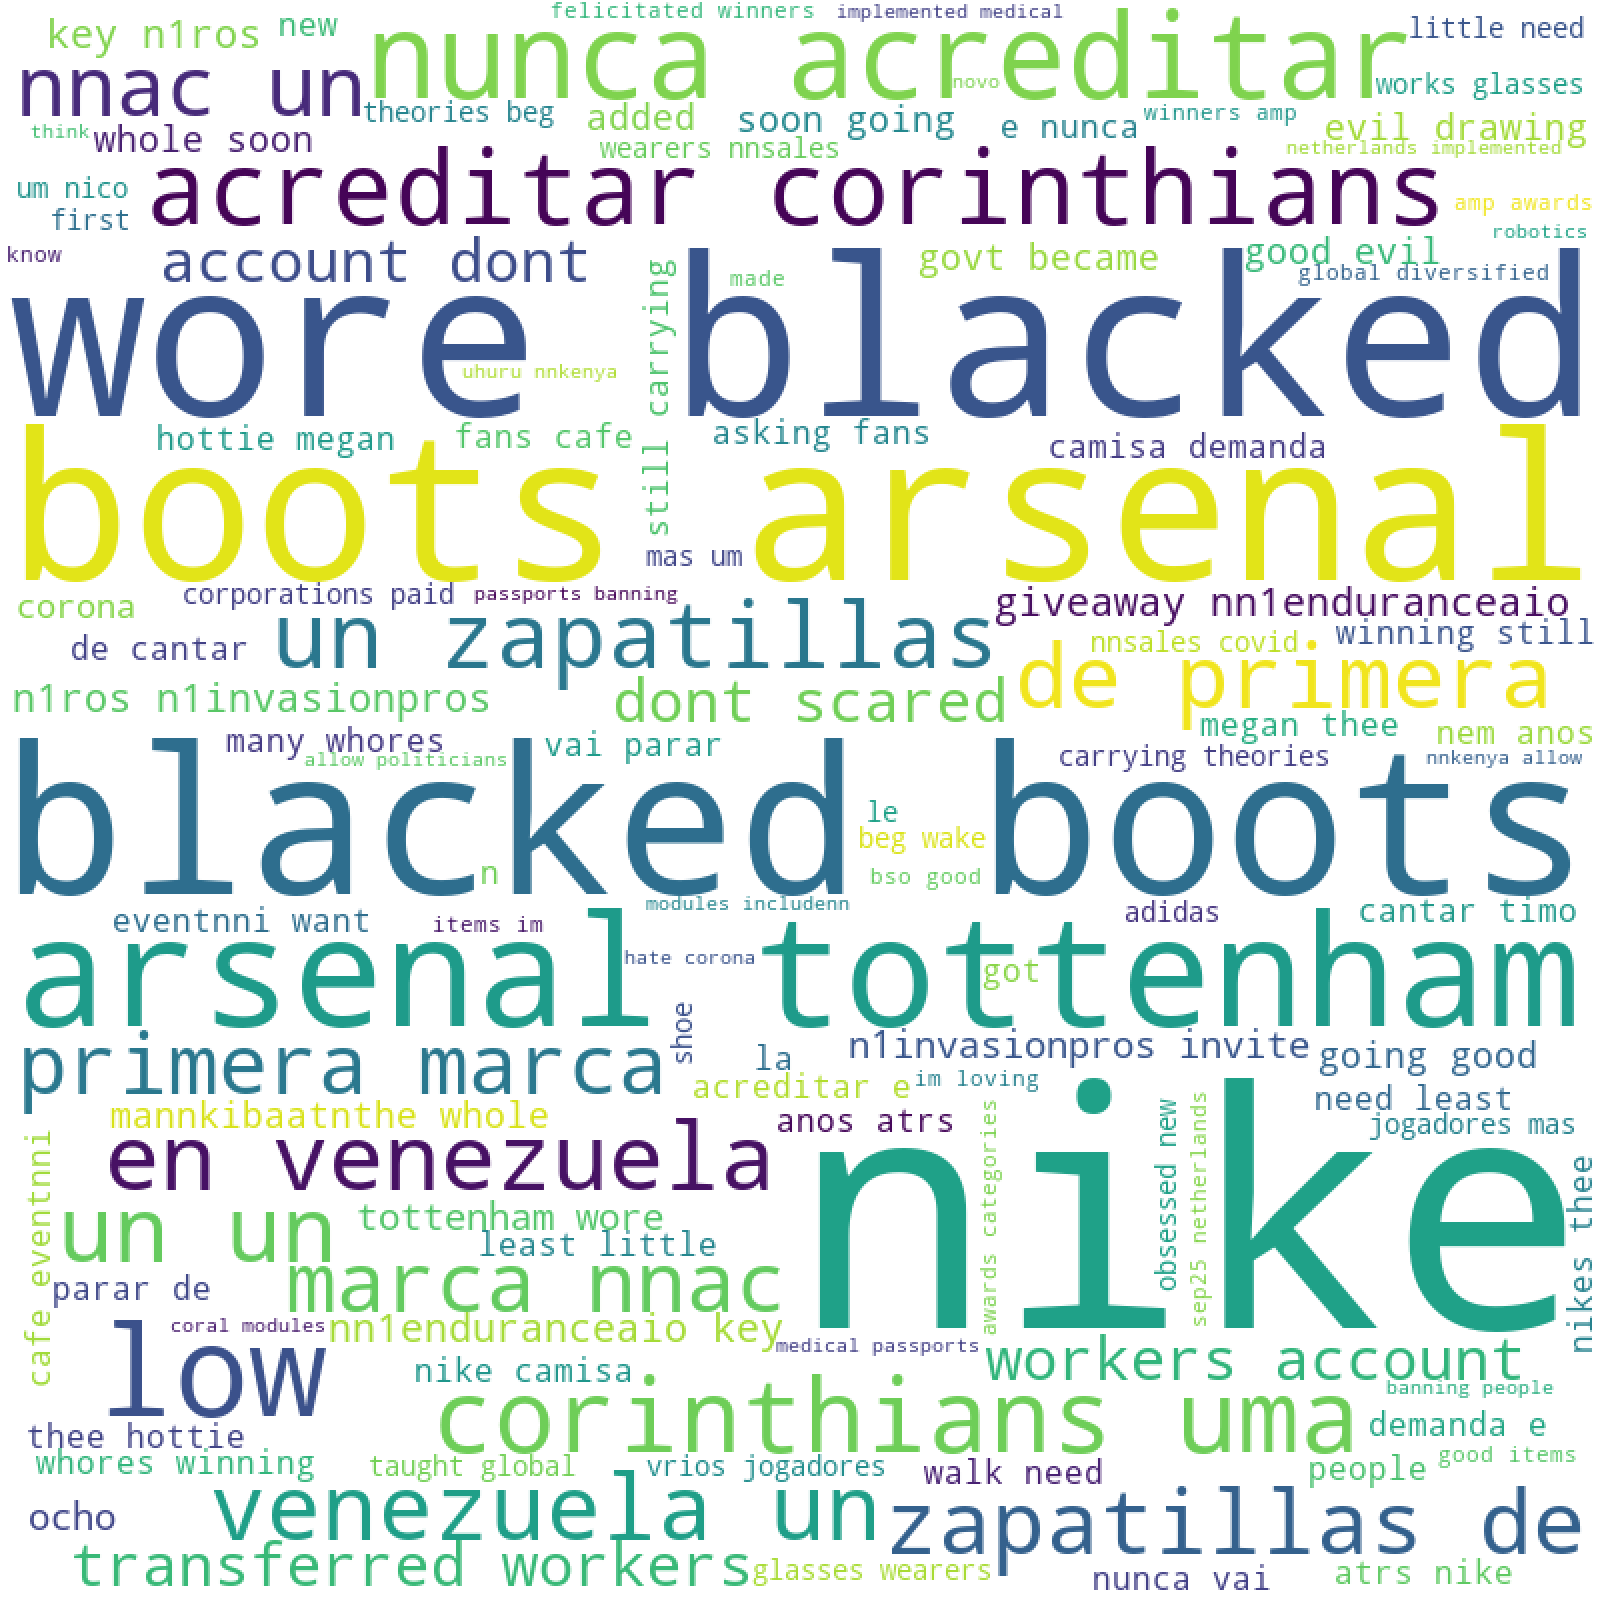 felicitated winners
implemented medical
key n1ros
new
nunca acreditar
little need
nnac un
novo
works glasses
theories beg
added
soon going
e nunca
winners amp
evil drawing
think
whole soon
wearers nnsales
netherlands implemented
um nico
acreditar corinthians
first
amp awards
robotics
know
account dont
govt became
good evil
made
global diversified
wore blacked
still carrying
uhuru nnkenya
hottie megan
fans cafe
asking fans
camisa demanda
boots arsenal
mas um
corona
corporations paid
passports banning
giveaway nn1enduranceaio
de cantar
un zapatillas
nnsales covid
winning still
de primera
n1ros n1invasionpros
dont scared
megan thee
nem anos
many whores
allow politicians
vai parar
carrying theories
nnkenya allow
blacked boots
le
beg wake
n
bso good
modules includenn
eventnni want
items im
adidas
cantar timo
arsenal tottenham
hate corona
got
shoe
primera marca
la
n1invasionpros invite
going good
acreditar e
im loving
need least
mannkibaatnthe whole
anos atrs
jogadores mas
en venezuela
nike
awards categories
obsessed new
sep25 netherlands
nikes thee
cafe eventnni
un un
tottenham wore
least little
parar de
marca nnac
coral modules
nn1enduranceaio key
medical passports
low
nike camisa
workers account
corinthians uma
banning people
demanda e
thee hottie
whores winning
taught global
vrios jogadores
walk need
people
good items
ocho
venezuela un
zapatillas de
transferred workers
glasses wearers
nunca vai
atrs nike